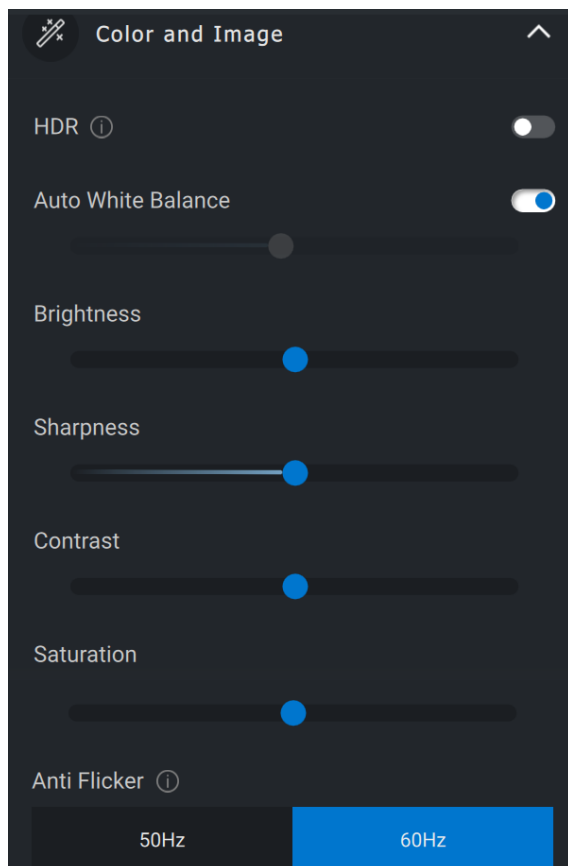 Color and Image
HDR
Auto White Balance
Brightness
Sharpness
Contrast
Saturation
Anti Flicker
50Hz 60Hz